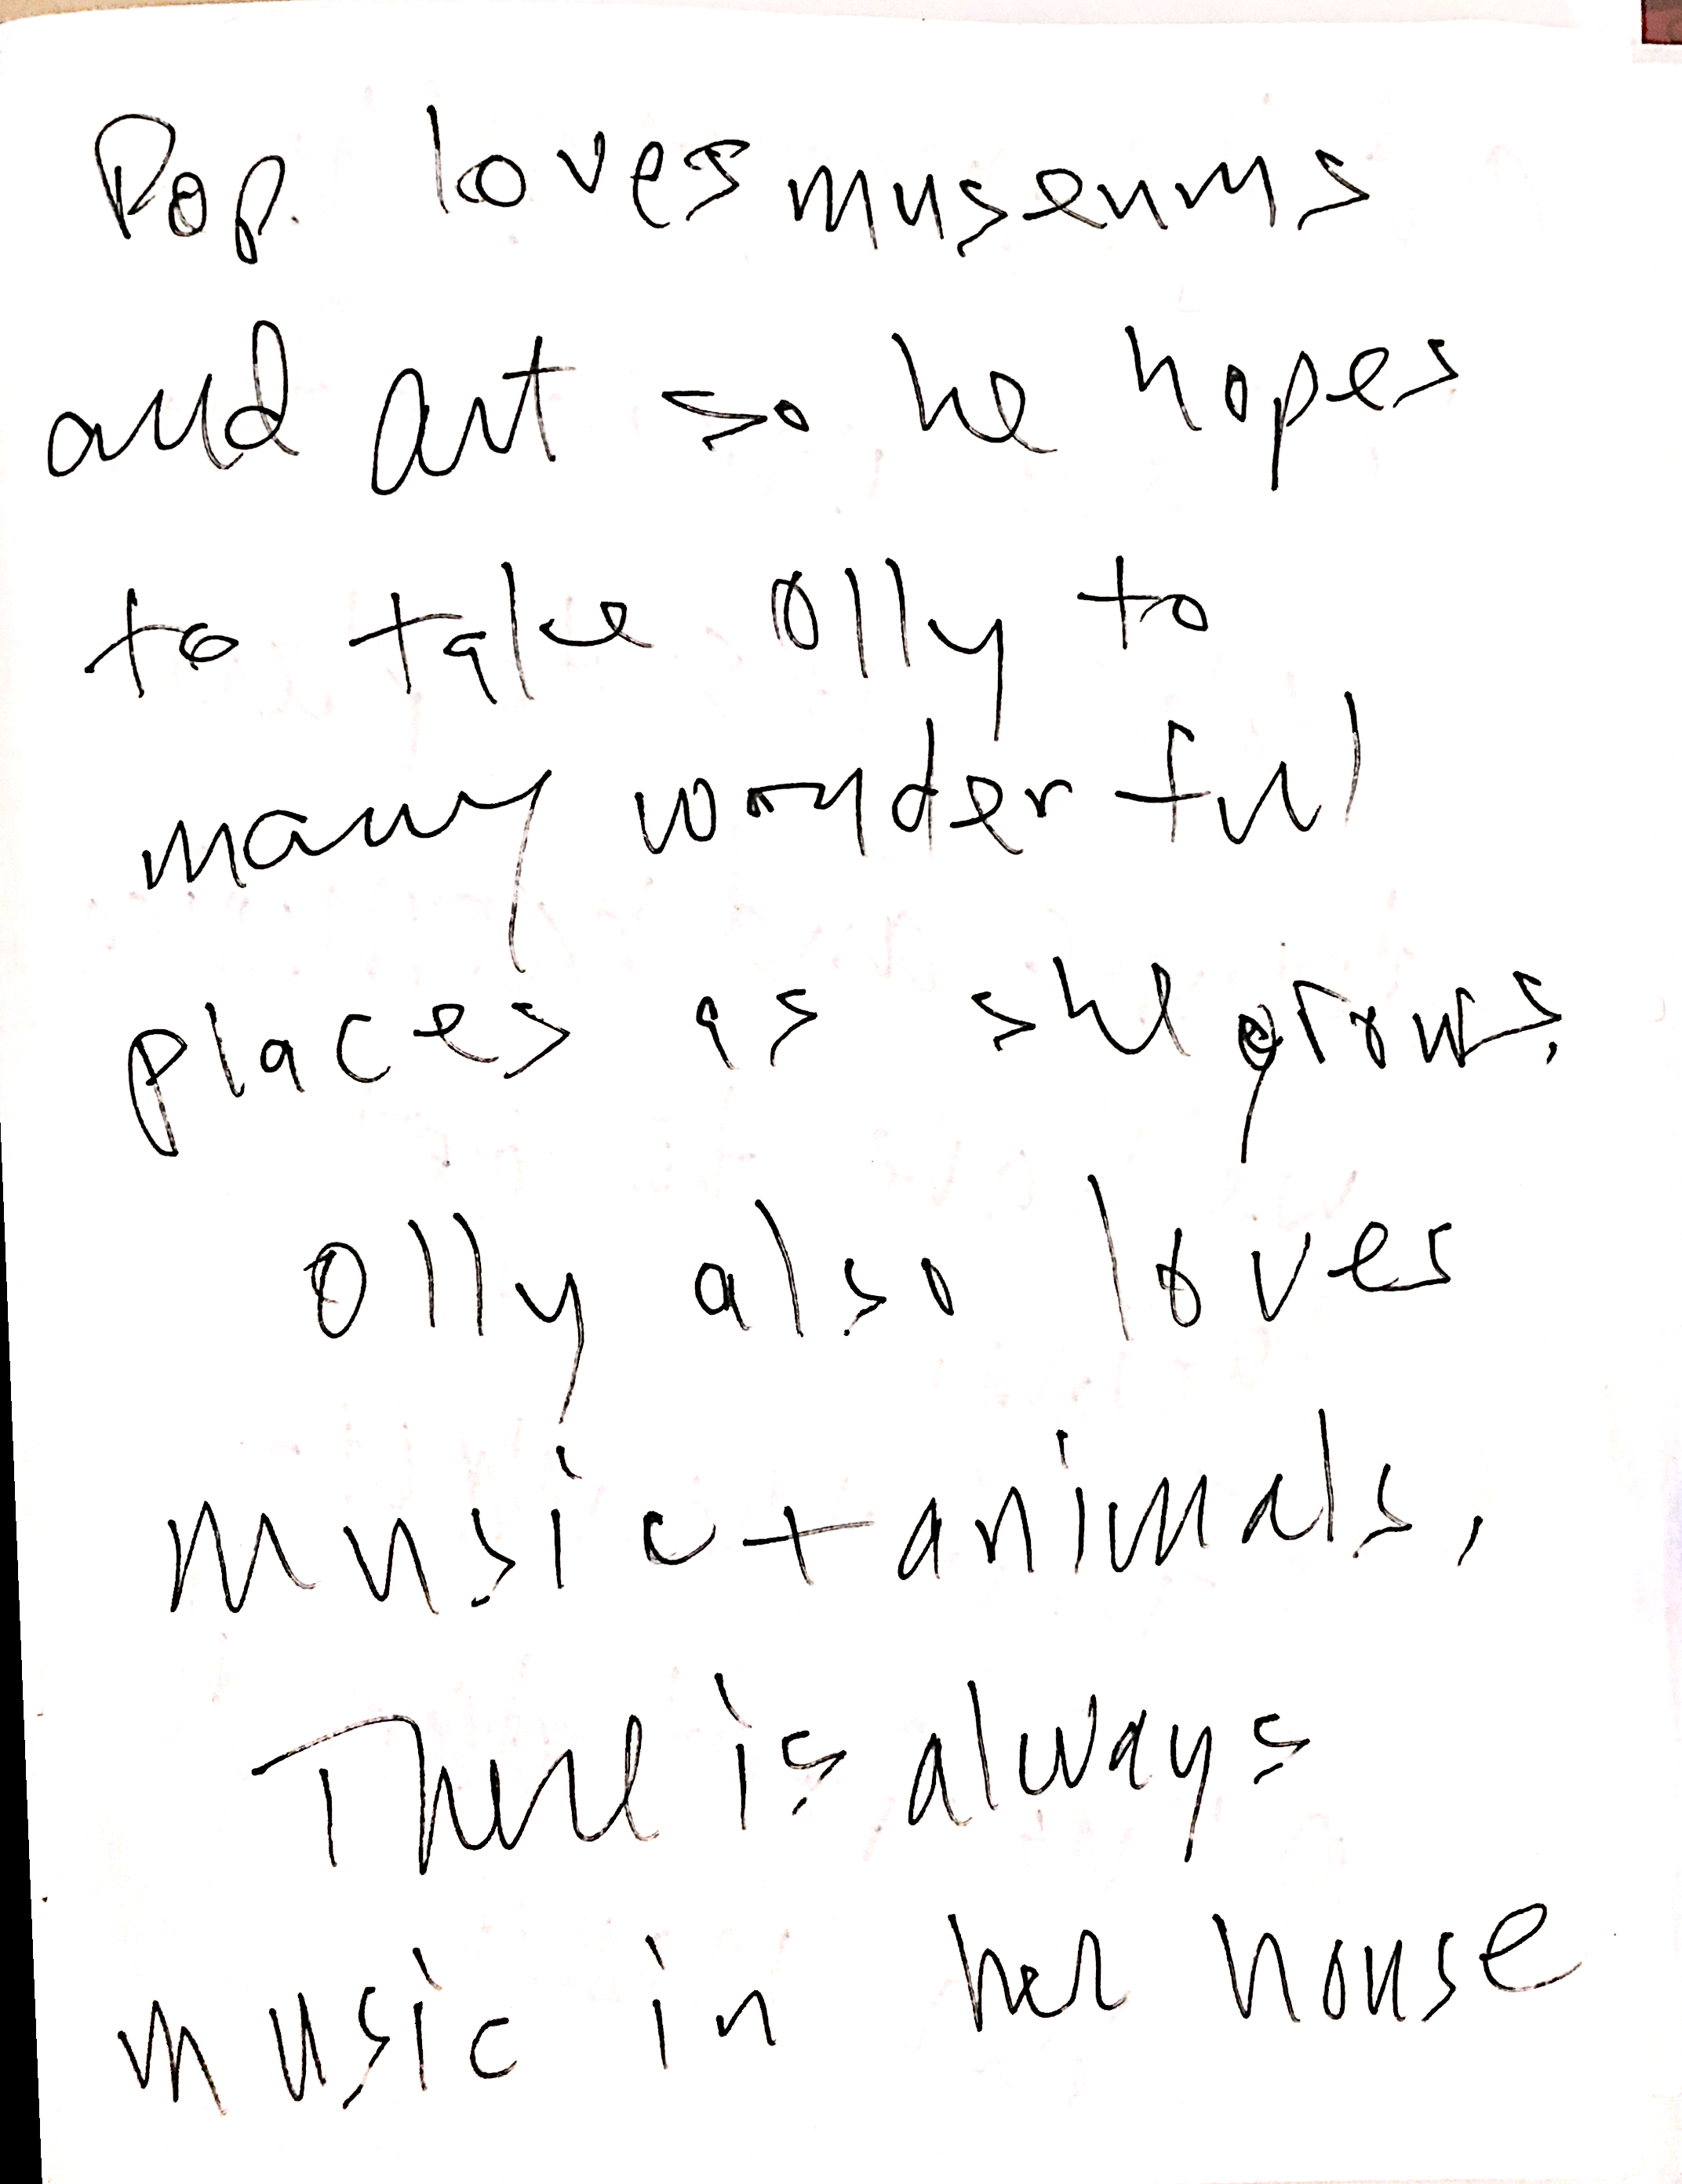 Pop. loves museums
and art so he hopes
to take Olly to
many wonderful
places as she grows,
Olly also loves
music + animals,
There is always
music in her house